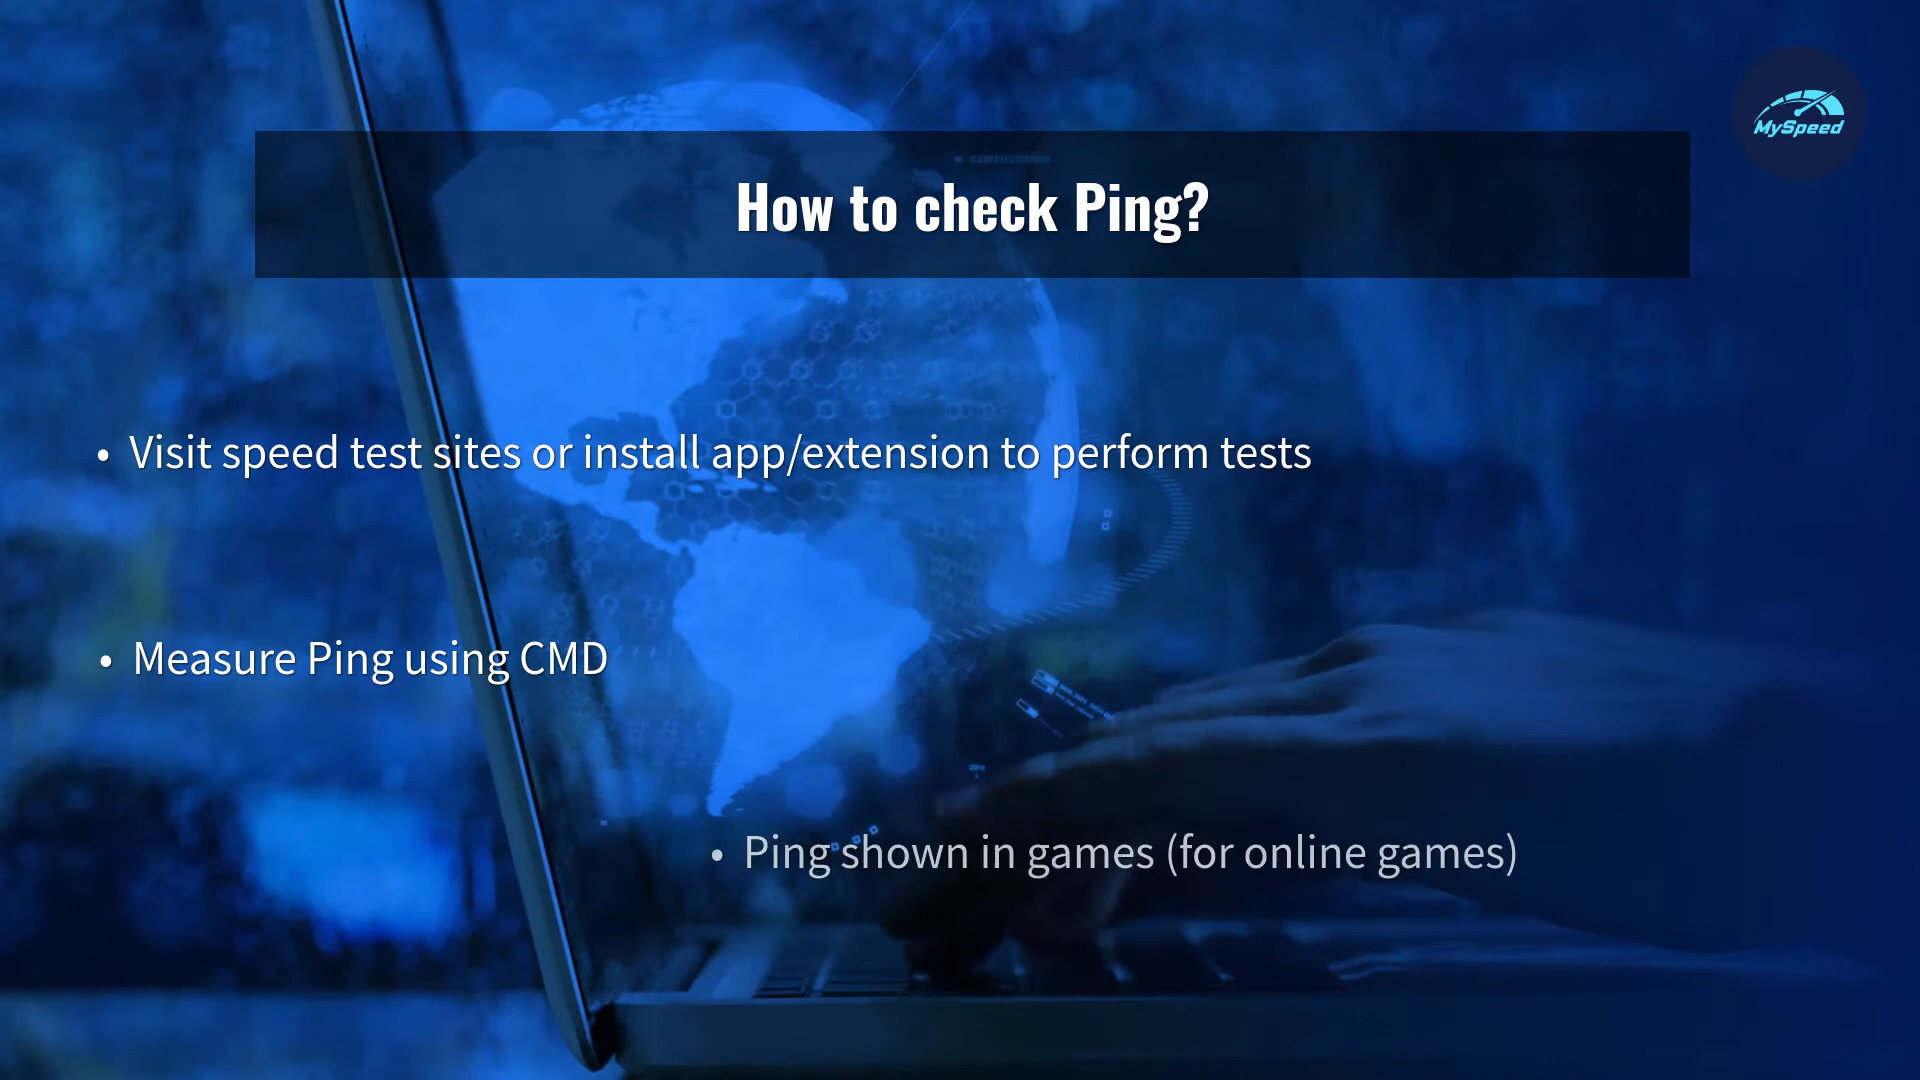 MySpeed
How to check Ping?
• Visit speed test sites or install app/extension to perform tests
• Measure Ping using CMD
• Ping shown in games (for online games)